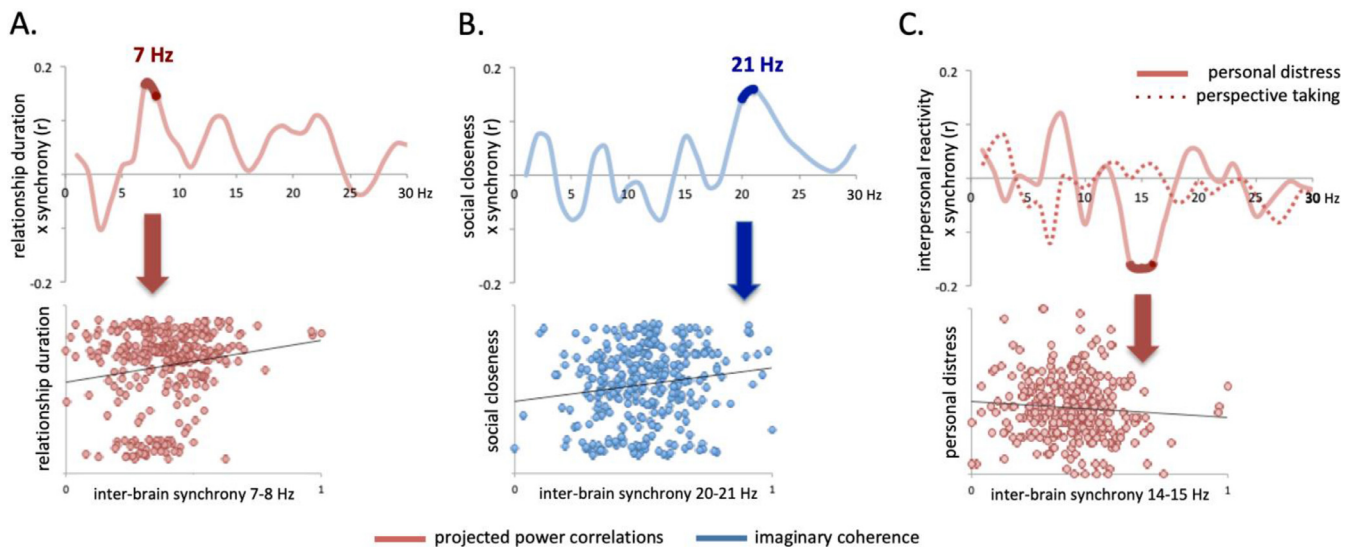 A.
7 Hz
0.2
relationship duration
x synchrony (r)
0
5
10
15
20
25
30 Hz
-0.2
relationship duration
0
1
inter-brain synchrony 7-8 Hz
B.
21 Hz
0.2
social closeness
x synchrony (r)
0
5
10
15
20
25
30 Hz
-0.2
social closeness
0
1
inter-brain synchrony 20-21 Hz
C.
personal distress
perspective taking
0.2
interpersonal reactivity
x synchrony (r)
0
5
10
15
20
25
30 Hz
-0.2
personal distress
0
1
inter-brain synchrony 14-15 Hz
projected power correlations
imaginary coherence